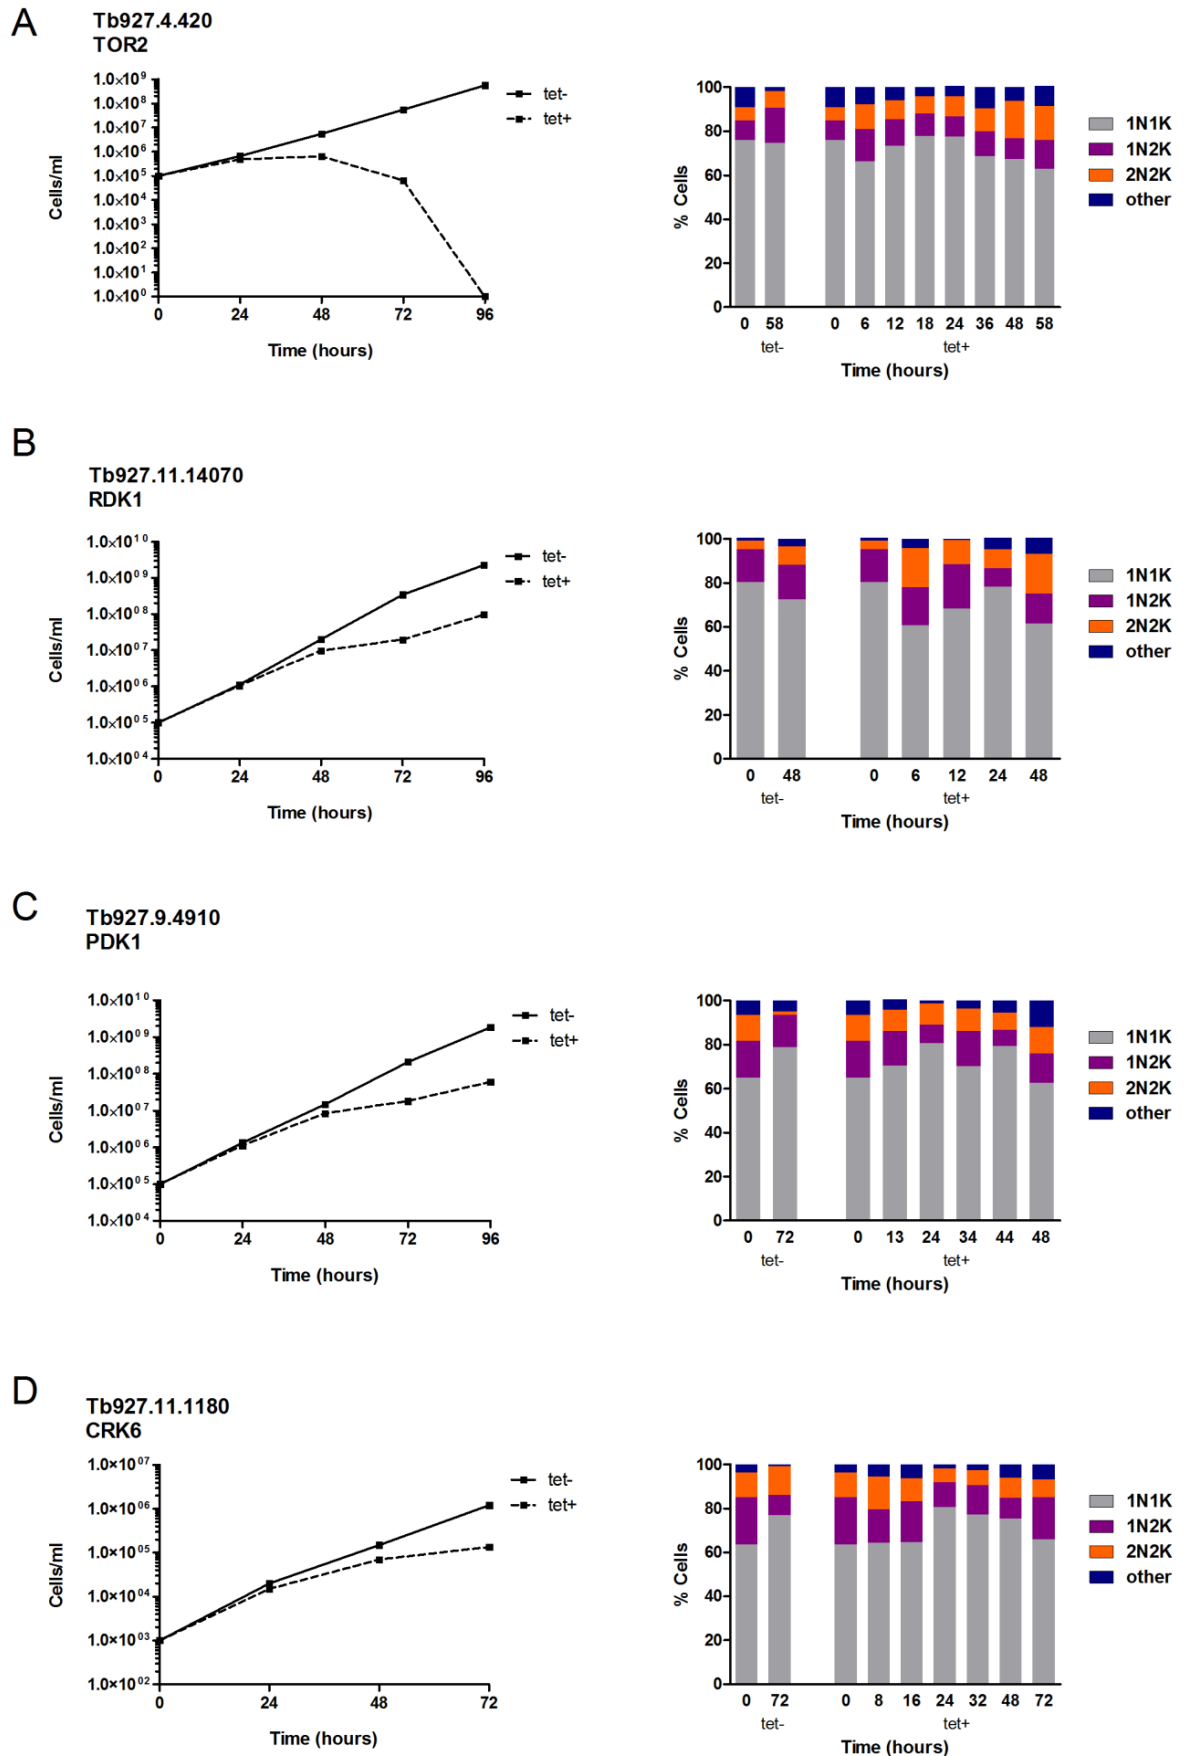 A
Tb927.4.420
TOR2
1.0×10⁹
1.0×10⁸
1.0×10⁷
1.0×10⁶
1.0×10⁵
1.0×10⁴
1.0×10³
1.0×10²
1.0×10¹
1.0×10⁰
Cells/ml
0 24 48 72 96
Time (hours)
tet-
tet+
100
80
60
40
20
0
% Cells
0 58 0 6 12 18 24 36 48 58
tet- tet+
Time (hours)
1N1K
1N2K
2N2K
other
B
Tb927.11.14070
RDK1
1.0×10¹⁰
1.0×10⁰⁹
1.0×10⁰⁸
1.0×10⁰⁷
1.0×10⁰⁶
1.0×10⁰⁵
1.0×10⁰⁴
Cells/ml
0 24 48 72 96
Time (hours)
tet-
tet+
100
80
60
40
20
0
% Cells
0 48 0 6 12 24 48
tet- tet+
Time (hours)
1N1K
1N2K
2N2K
other
C
Tb927.9.4910
PDK1
1.0×10¹⁰
1.0×10⁰⁹
1.0×10⁰⁸
1.0×10⁰⁷
1.0×10⁰⁶
1.0×10⁰⁵
1.0×10⁰⁴
Cells/ml
0 24 48 72 96
Time (hours)
tet-
tet+
100
80
60
40
20
0
% Cells
0 72 0 13 24 34 44 48
tet- tet+
Time (hours)
1N1K
1N2K
2N2K
other
D
Tb927.11.1180
CRK6
1.0×10⁰⁷
1.0×10⁰⁶
1.0×10⁰⁵
1.0×10⁰⁴
1.0×10⁰³
1.0×10⁰²
Cells/ml
0 24 48 72
Time (hours)
tet-
tet+
100
80
60
40
20
0
% Cells
0 72 0 8 16 24 32 48 72
tet- tet+
Time (hours)
1N1K
1N2K
2N2K
other